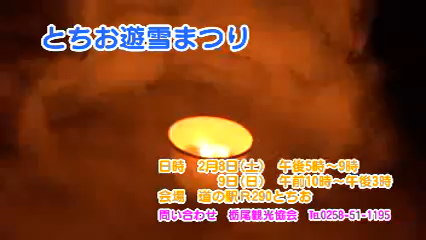 とちお遊雪まつり
日時　2月8日(土)　午後5時～9時
9日(日)　午前10時～午後3時
会場　道の駅 R290とちお
問い合わせ　栃尾観光協会　℡0258-51-1195